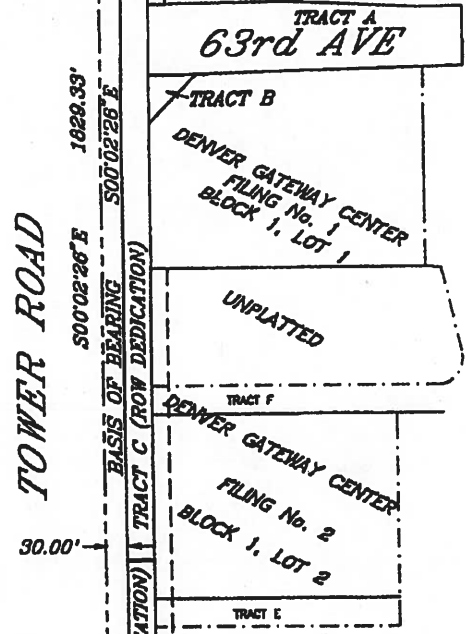 TRACT A
63rd AVE
TRACT B
DENVER GATEWAY CENTER
FILING No. 1
BLOCK 1, LOT 1
UNPLATTED
TRACT F
DENVER GATEWAY CENTER
FILING No. 2
BLOCK 1, LOT 2
TRACT E
TOWER ROAD
S00°02'26"E 1629.33'
BASIS OF BEARING S00°02'26"E
TRACT C (ROW DEDICATION)
30.00'